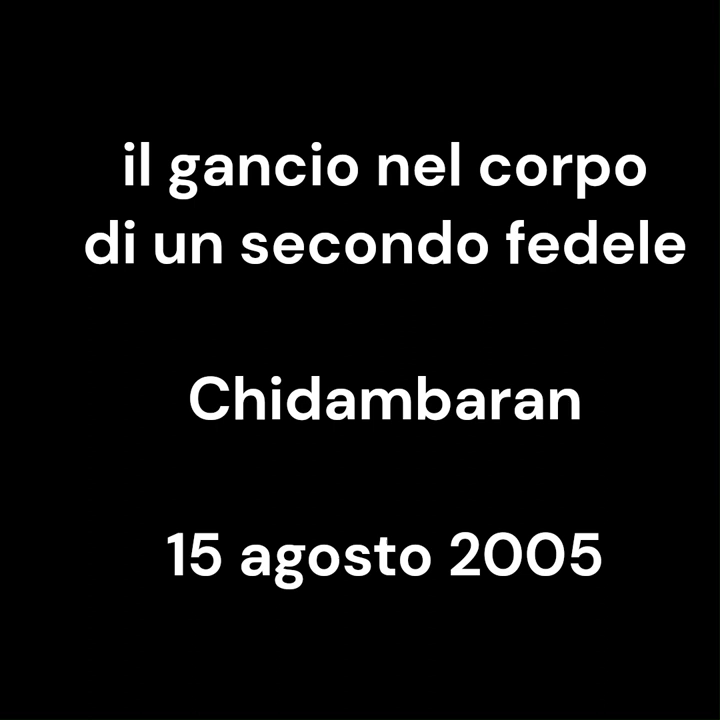 il gancio nel corpo
di un secondo fedele
Chidambaran
15 agosto 2005